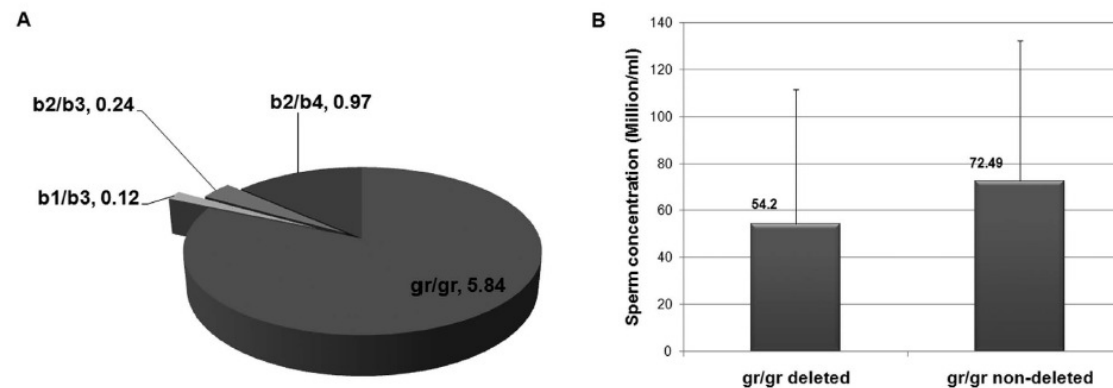 A
b2/b3, 0.24
b2/b4, 0.97
b1/b3, 0.12
gr/gr, 5.84
B
Sperm concentration (Million/ml)
140
120
100
80
60
40
20
0
54.2
72.49
gr/gr deleted
gr/gr non-deleted